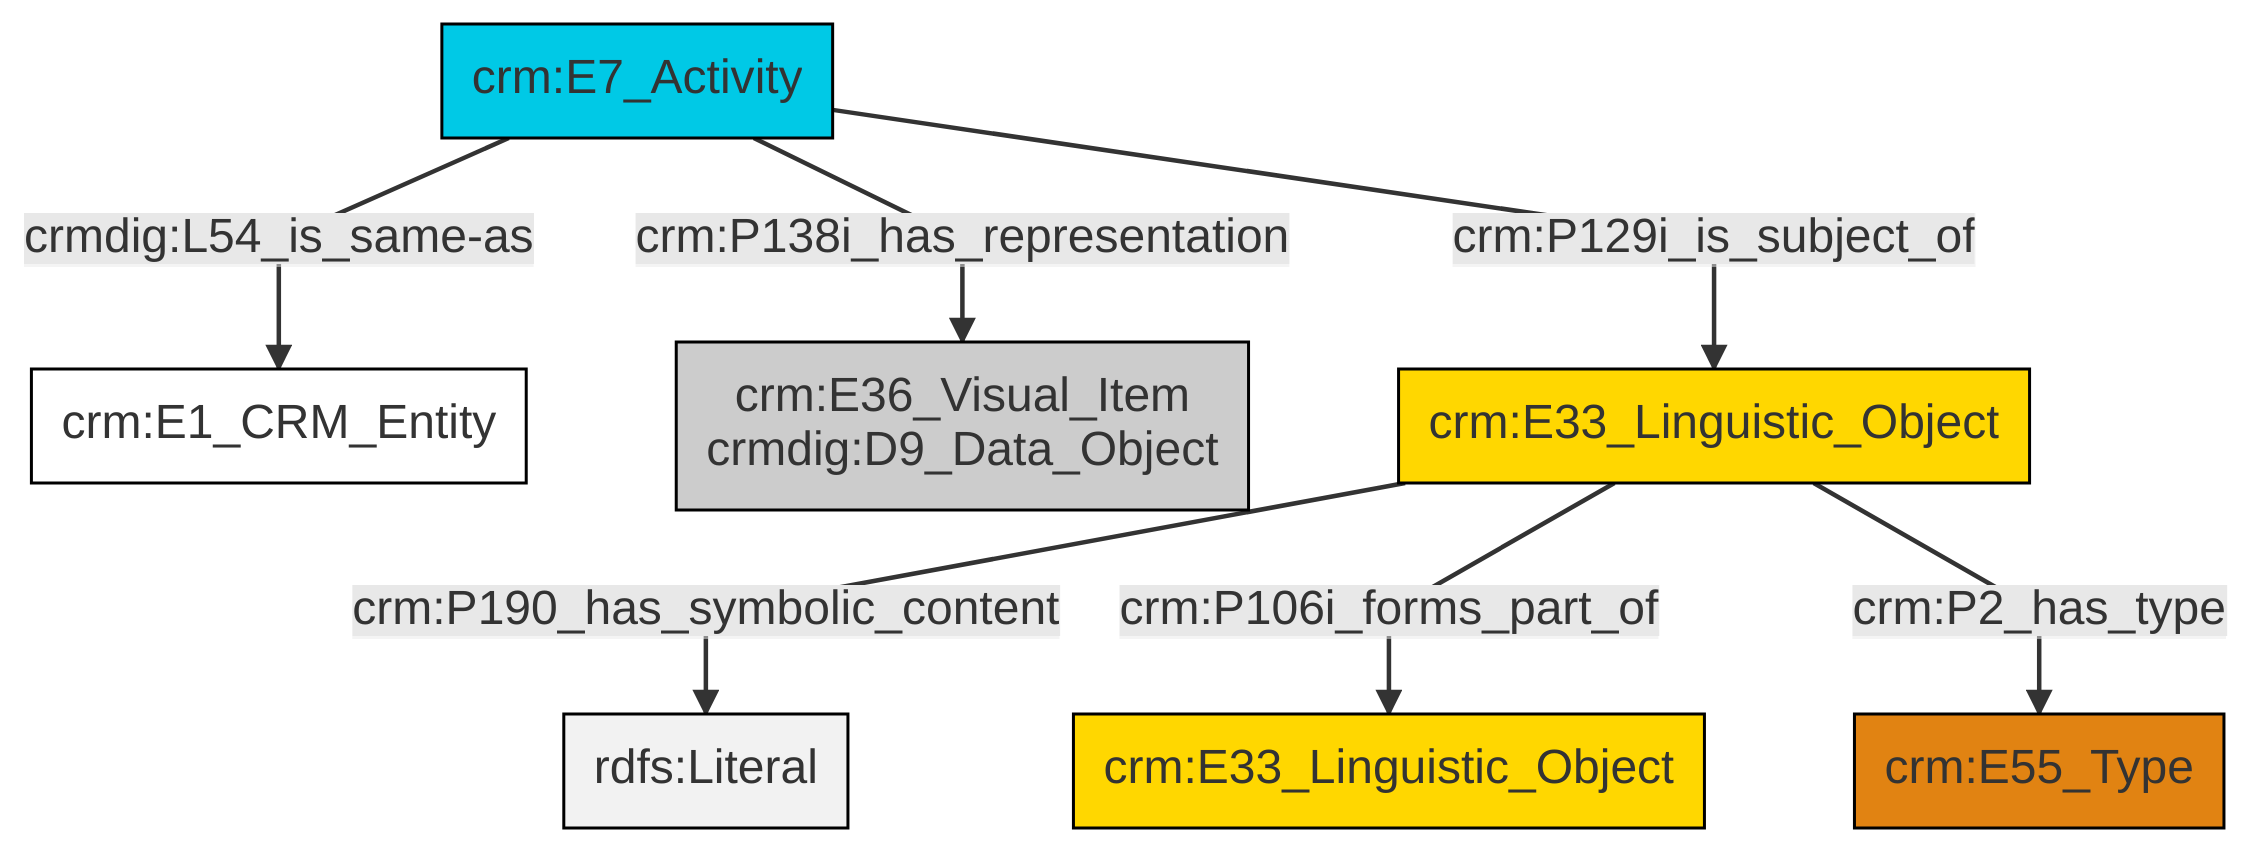 crm:E7_Activity
crmdig:L54_is_same-as
crm:P138i_has_representation
crm:P129i_is_subject_of
crm:E1_CRM_Entity
crm:E36_Visual_Item
crmdig:D9_Data_Object
crm:E33_Linguistic_Object
crm:P190_has_symbolic_content
crm:P106i_forms_part_of
crm:P2_has_type
rdfs:Literal
crm:E33_Linguistic_Object
crm:E55_Type